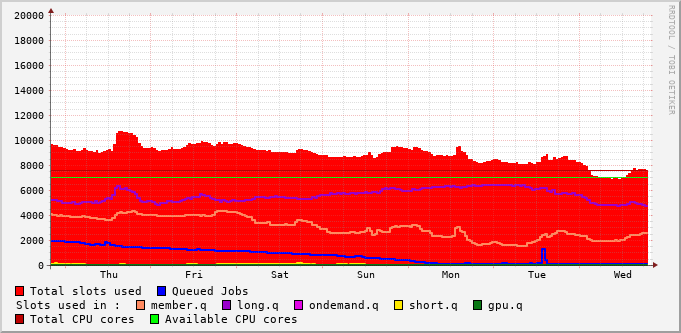 RRDTOOL / TOBI OETIKER
20000
18000
16000
14000
12000
10000
8000
6000
4000
2000
0
Thu Fri Sat Sun Mon Tue Wed
Total slots used Queued Jobs
Slots used in : member.q long.q ondemand.q short.q gpu.q
Total CPU cores Available CPU cores